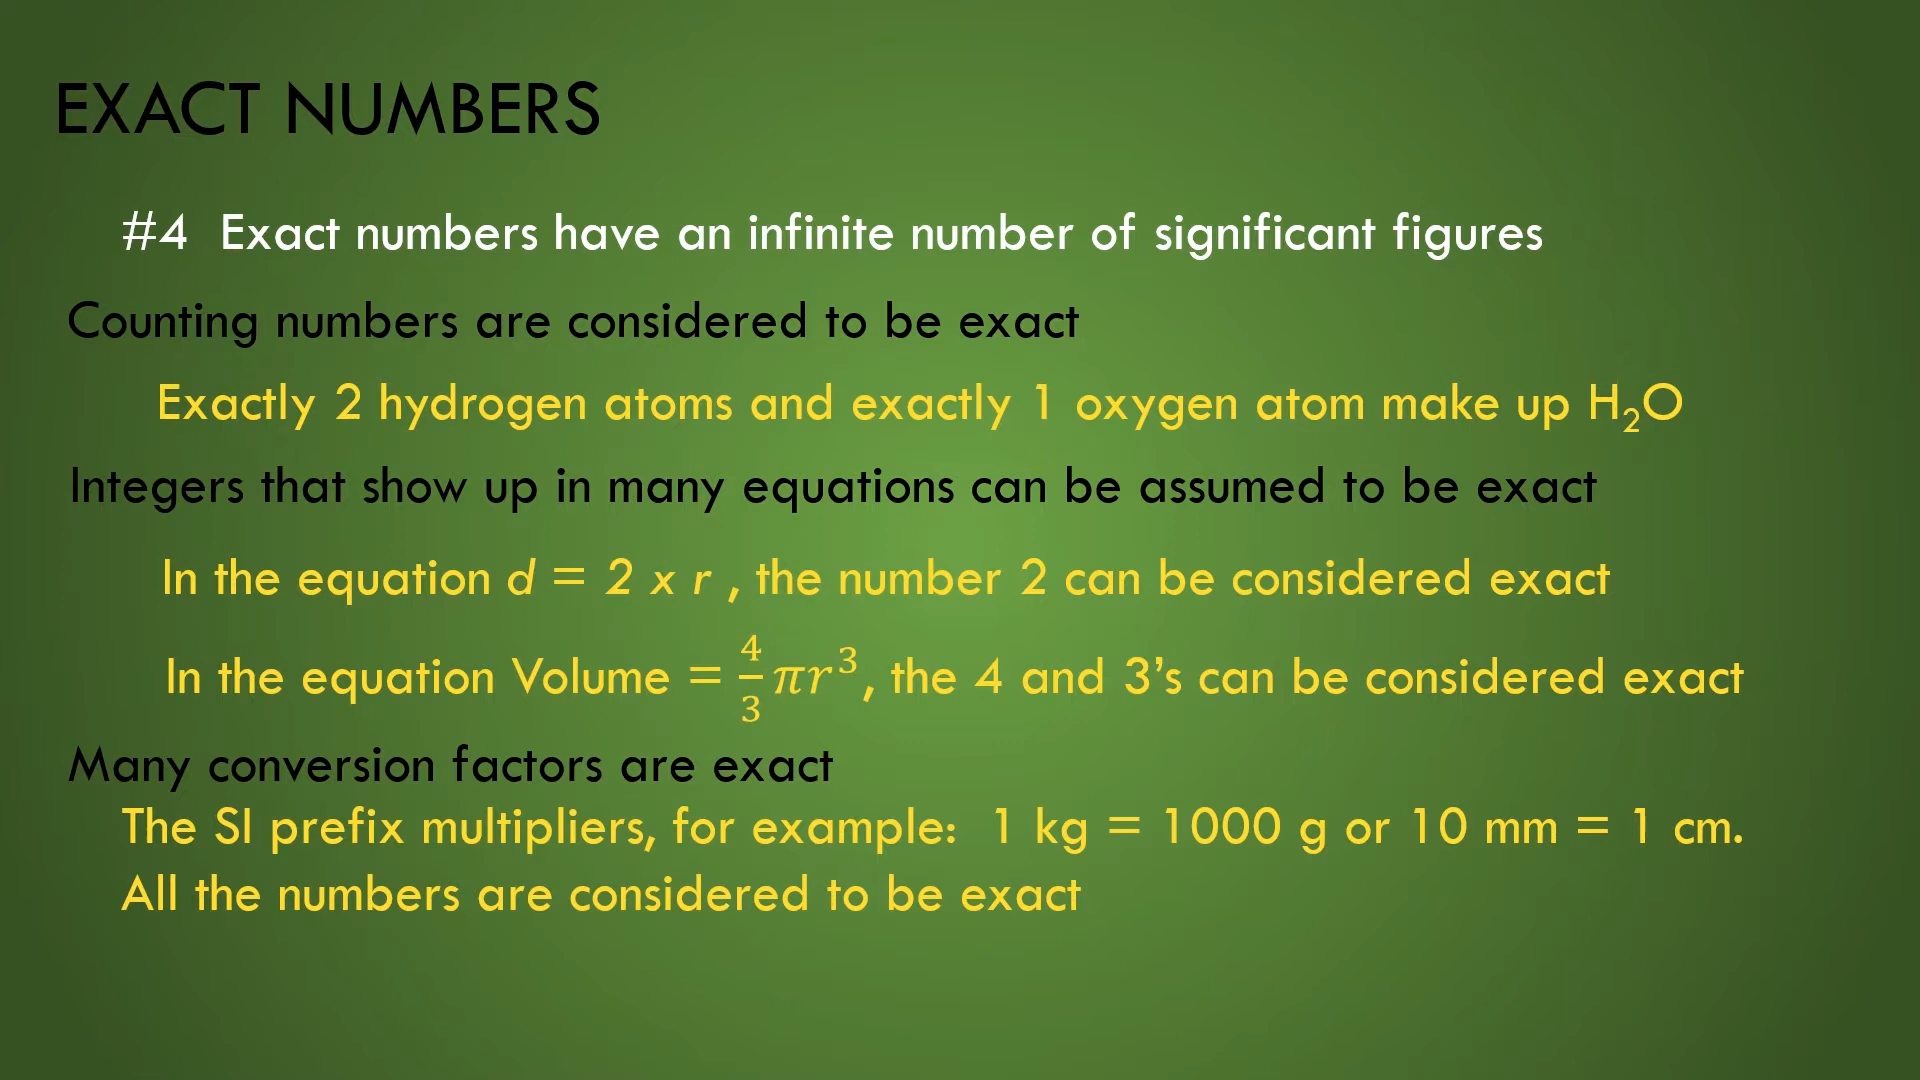 EXACT NUMBERS
#4 Exact numbers have an infinite number of significant figures
Counting numbers are considered to be exact
Exactly 2 hydrogen atoms and exactly 1 oxygen atom make up H₂O
Integers that show up in many equations can be assumed to be exact
In the equation d = 2 x r , the number 2 can be considered exact
In the equation Volume = 4/3 πr³, the 4 and 3’s can be considered exact
Many conversion factors are exact
The SI prefix multipliers, for example: 1 kg = 1000 g or 10 mm = 1 cm.
All the numbers are considered to be exact